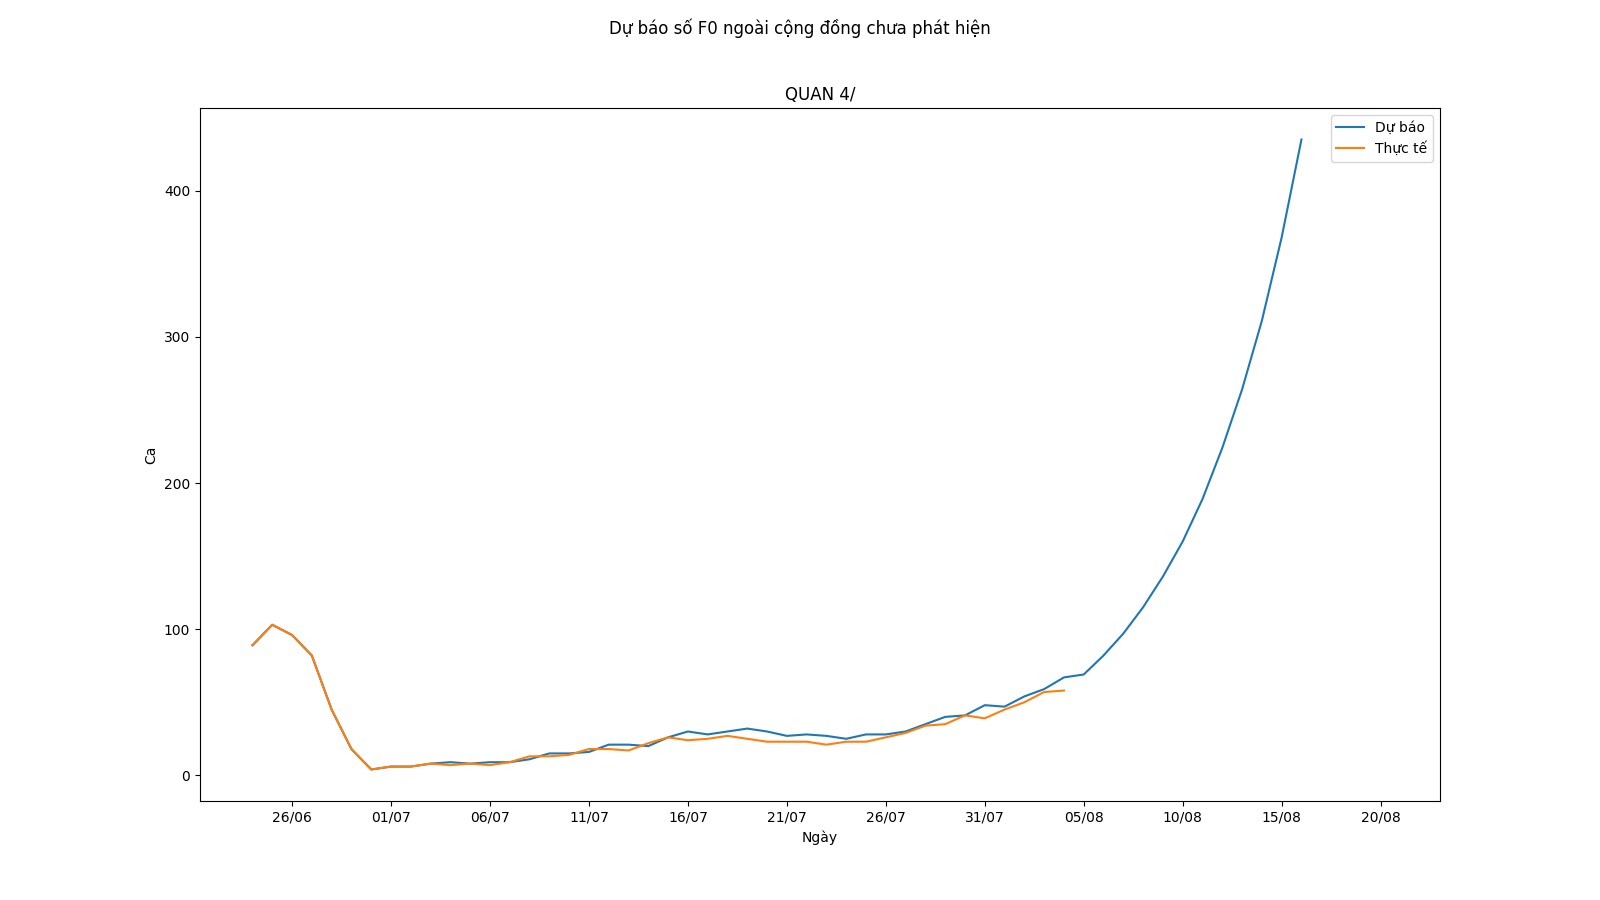 Dự báo số F0 ngoài cộng đồng chưa phát hiện
QUAN 4/
Dự báo
Thực tế
400
300
200
100
0
Ca
26/06 01/07 06/07 11/07 16/07 21/07 26/07 31/07 05/08 10/08 15/08 20/08
Ngày